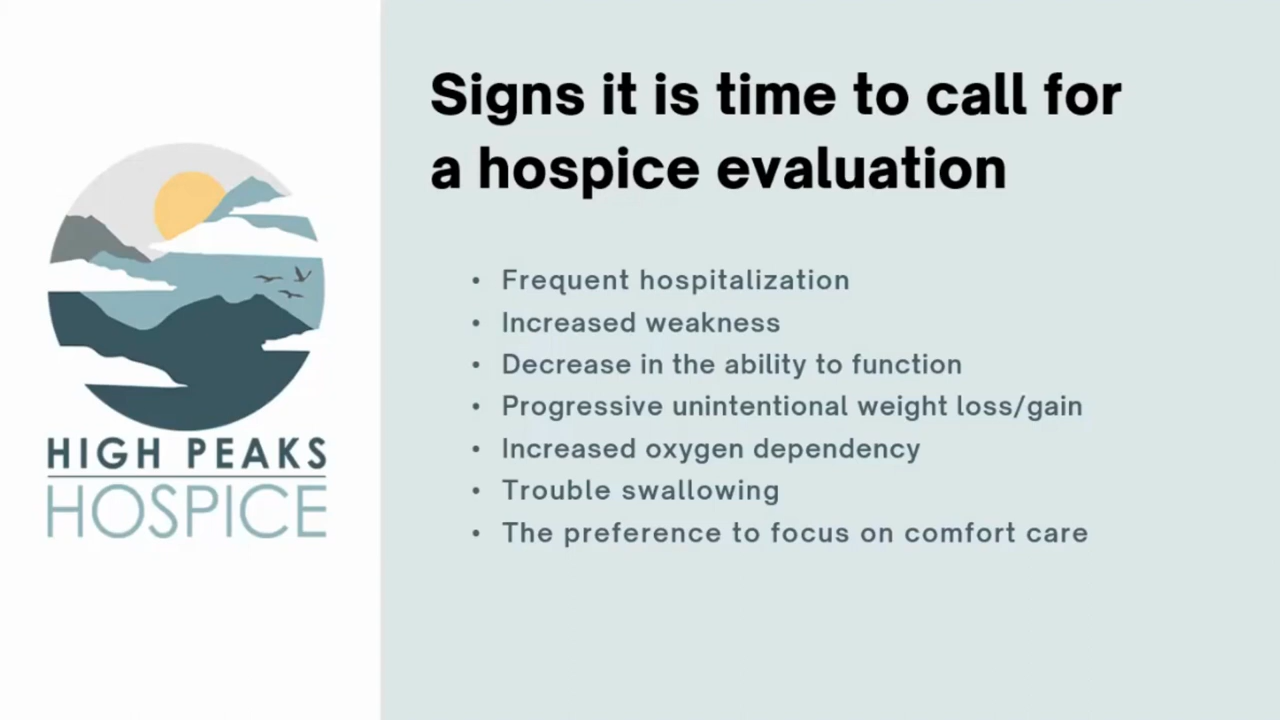 HIGH PEAKS
HOSPICE
Signs it is time to call for
a hospice evaluation
• Frequent hospitalization
• Increased weakness
• Decrease in the ability to function
• Progressive unintentional weight loss/gain
• Increased oxygen dependency
• Trouble swallowing
• The preference to focus on comfort care